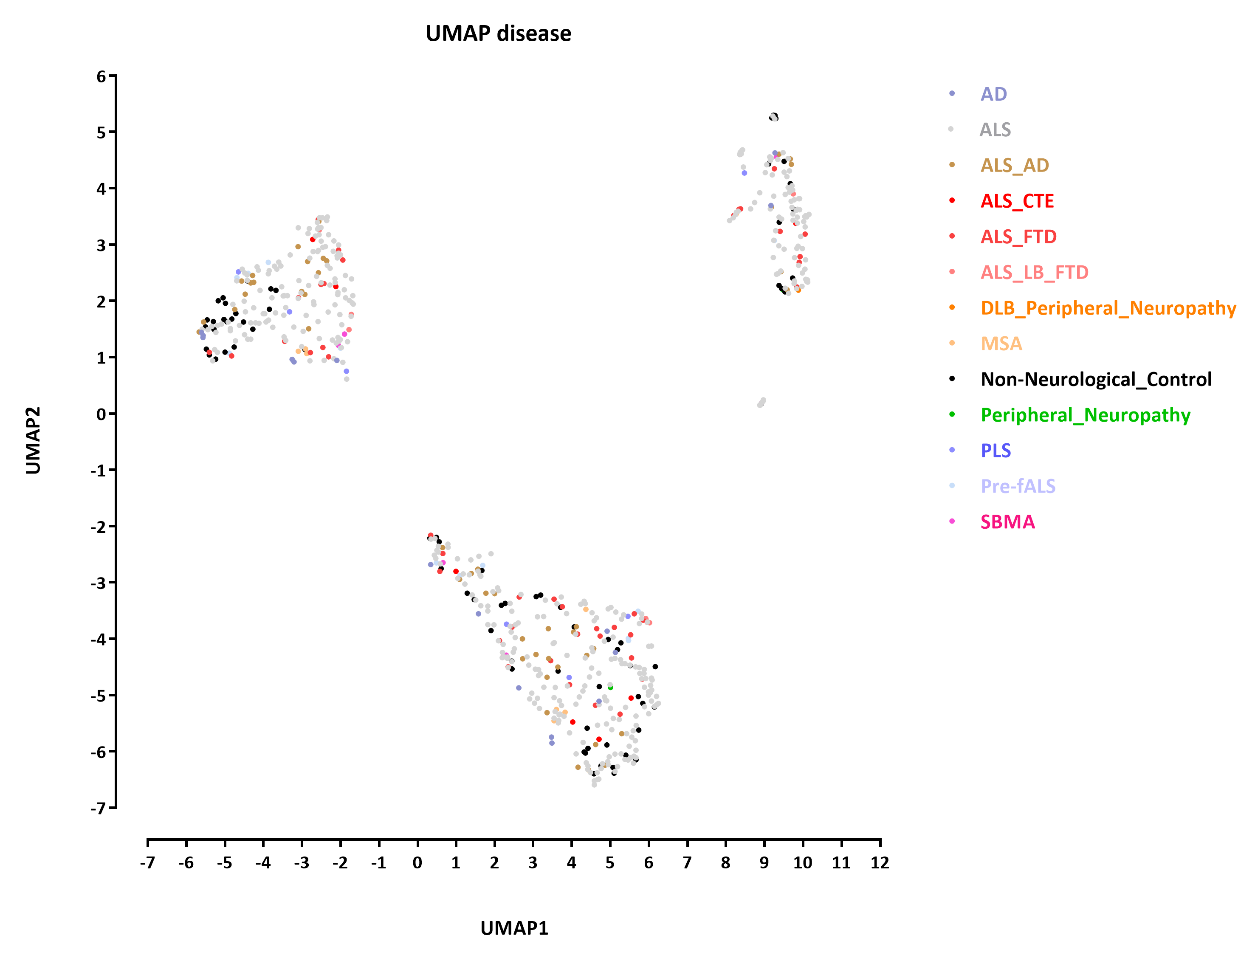 UMAP disease
6
5
4
3
2
1
0
-1
-2
-3
-4
-5
-6
-7
UMAP2
-7 -6 -5 -4 -3 -2 -1 0 1 2 3 4 5 6 7 8 9 10 11 12
UMAP1
AD
ALS
ALS_AD
ALS_CTE
ALS_FTD
ALS_LB_FTD
DLB_Peripheral_Neuropathy
MSA
Non-Neurological_Control
Peripheral_Neuropathy
PLS
Pre-fALS
SBMA